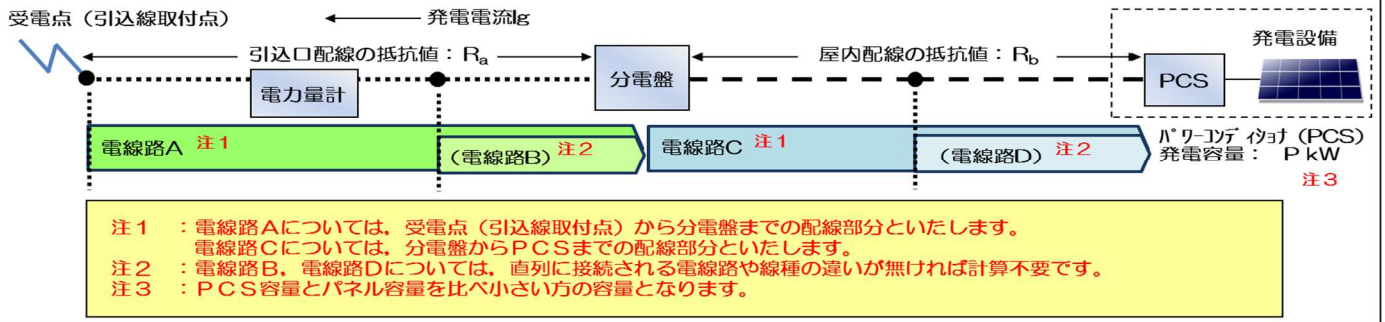 受電点（引込線取付点）
発電電流Ig
引込口配線の抵抗値：Ra
屋内配線の抵抗値：Rb
発電設備
電力量計
分電盤
PCS
電線路A 注1
（電線路B）注2
電線路C 注1
（電線路D）注2
ﾊﾟﾜｰｺﾝﾃﾞｨｼｮﾅ（PCS）
発電容量： P kW
注3
注1 ：電線路Aについては，受電点（引込線取付点）から分電盤までの配線部分といたします。
電線路Cについては，分電盤からPCSまでの配線部分といたします。
注2 ：電線路B，電線路Dについては，直列に接続される電線路や線種の違いが無ければ計算不要です。
注3 ：PCS容量とパネル容量を比べ小さい方の容量となります。